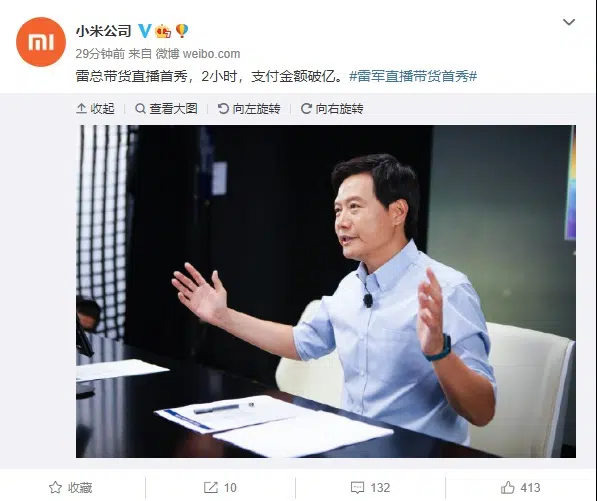 小米公司
29分钟前 来自 微博 weibo.com
雷总带货直播首秀，2小时，支付金额破亿。#雷军直播带货首秀#
收起 查看大图 向左旋转 向右旋转
收藏 10 132 413